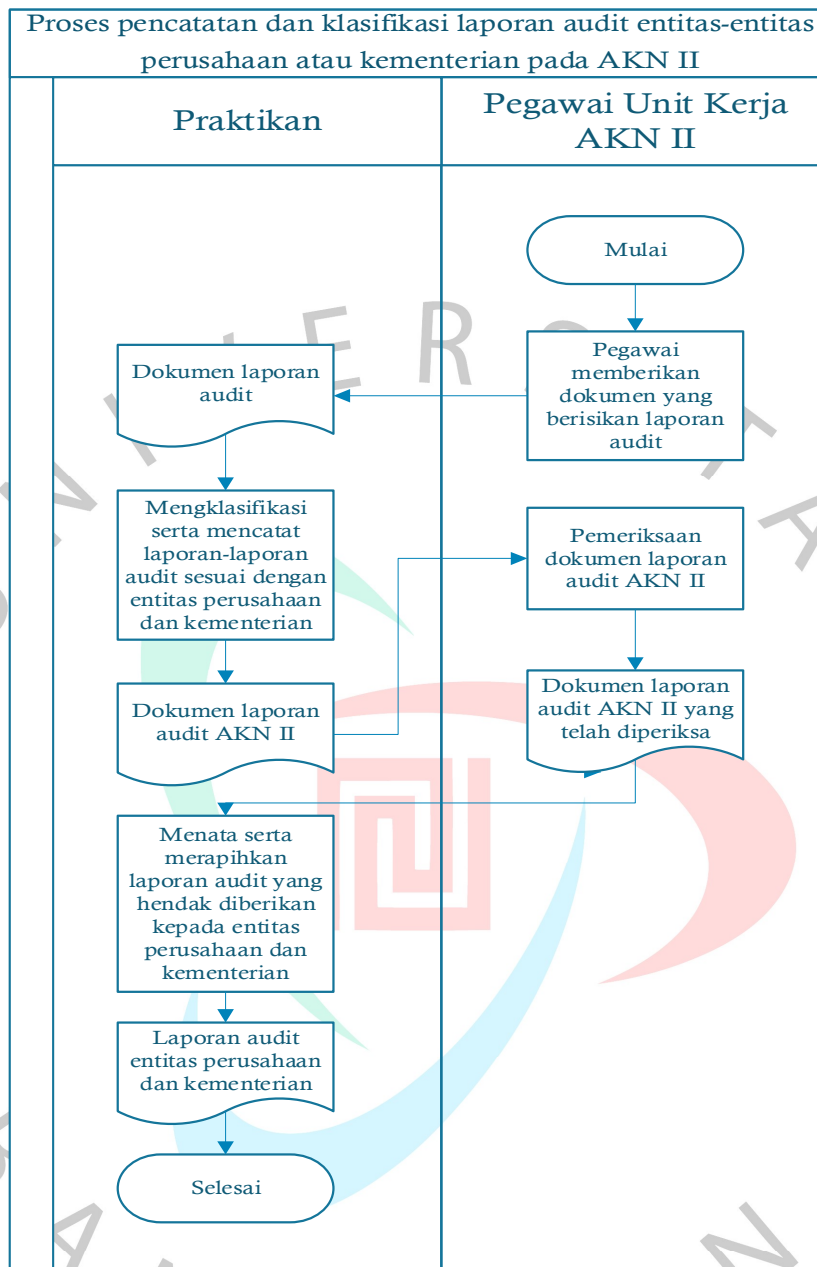 Proses pencatatan dan klasifikasi laporan audit entitas-entitas
perusahaan atau kementerian pada AKN II
Praktikan
Pegawai Unit Kerja
AKN II
Mulai
Pegawai
memberikan
dokumen yang
berisikan laporan
audit
Dokumen laporan
audit
Mengklasifikasi
serta mencatat
laporan-laporan
audit sesuai dengan
entitas perusahaan
dan kementerian
Dokumen laporan
audit AKN II
Pemeriksaan
dokumen laporan
audit AKN II
Dokumen laporan
audit AKN II yang
telah diperiksa
Menata serta
merapihkan
laporan audit yang
hendak diberikan
kepada entitas
perusahaan dan
kementerian
Laporan audit
entitas perusahaan
dan kementerian
Selesai